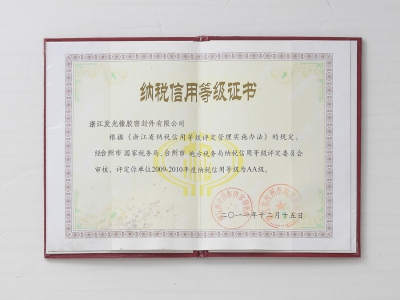 纳税信用等级证书
浙江发光橡胶密封件有限公司
根据《浙江省纳税信用等级评定管理实施办法》的规定，
经台州市国家税务局、台州市地方税务局纳税信用等级评定委员会
审核，评定你单位2009-2010年度纳税信用等级为AA级。
二〇一一年十二月十五日